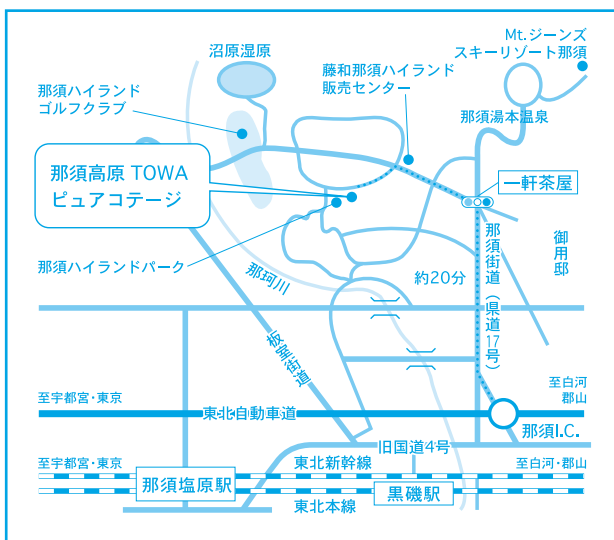 Mt.ジーンズ
スキーリゾート那須
沼原湿原
藤和那須ハイランド
販売センター
那須ハイランド
ゴルフクラブ
那須湯本温泉
那須高原 TOWA
ピュアコテージ
一軒茶屋
那須ハイランドパーク
那珂川
約20分
那須街道（県道17号）
御用邸
板室街道
至宇都宮・東京
東北自動車道
至白河
郡山
那須I.C.
旧国道4号
至宇都宮・東京
東北新幹線
至白河・郡山
那須塩原駅
黒磯駅
東北本線